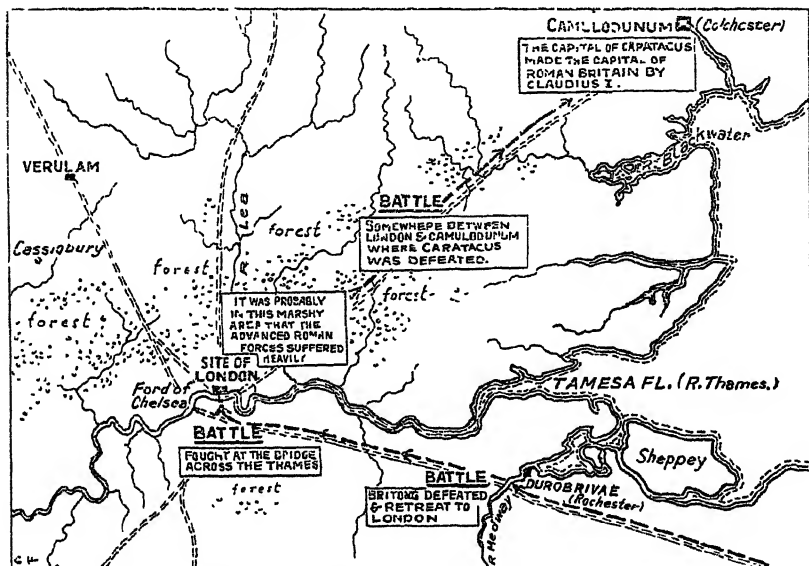 CAMULODUNUM (Colchester)
THE CAPITAL OF CARATACUS
MADE THE CAPITAL OF
ROMAN BRITAIN BY
CLAUDIUS I.
R. Blackwater
VERULAM
R Lea
BATTLE
SOMEWHERE BETWEEN
LONDON & CAMULODUNUM
WHERE CARATACUS
WAS DEFEATED.
forest
Cassiobury
forest
forest
forest
IT WAS PROBABLY
IN THIS MARSHY
AREA THAT THE
ADVANCED ROMAN
FORCES SUFFERED
HEAVILY
SITE OF
LONDON
Ford of
Chelsea
TAMESA FL. (R. Thames.)
BATTLE
FOUGHT AT THE BRIDGE
ACROSS THE THAMES
forest
Sheppey
BATTLE
BRITONS DEFEATED
& RETREAT TO
LONDON
DUROBRIVAE
(Rochester)
R Medway